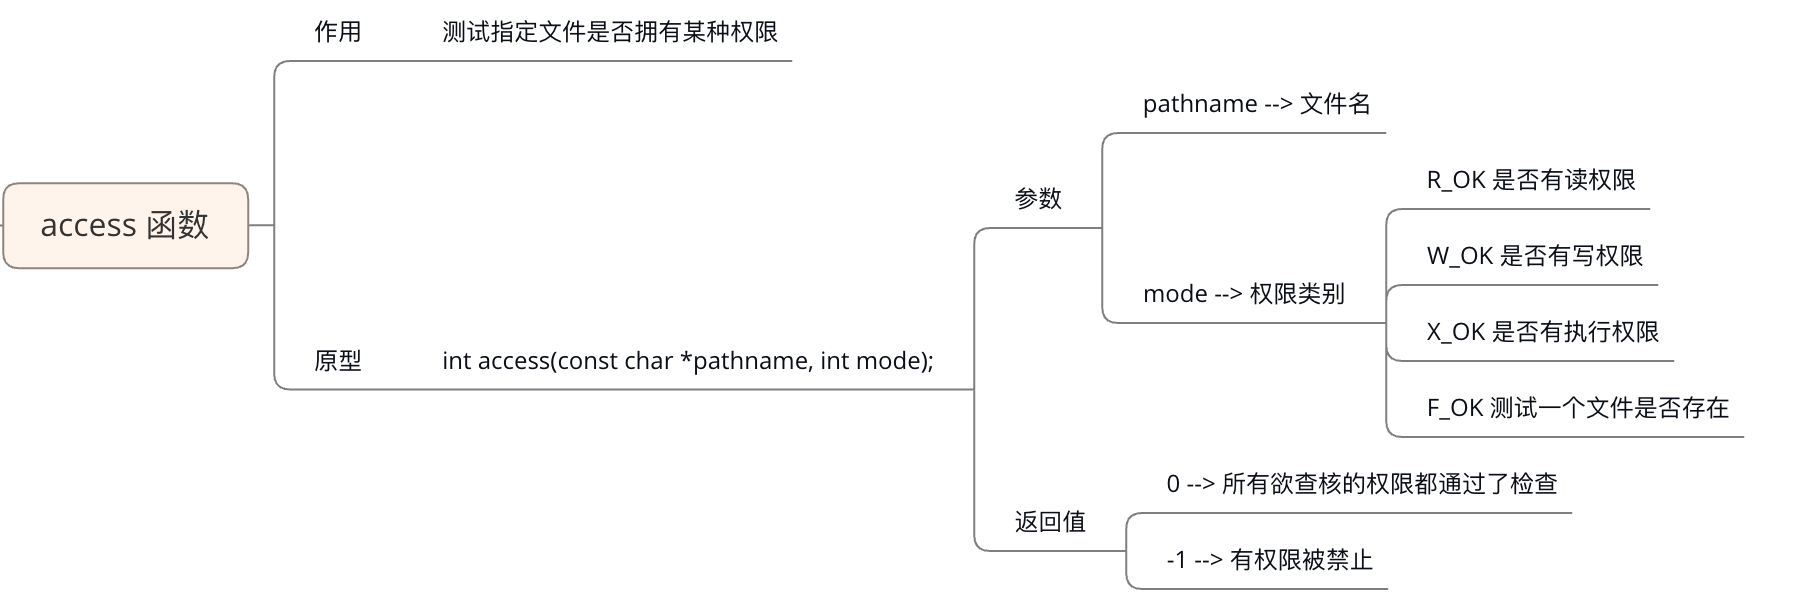 access 函数
作用
测试指定文件是否拥有某种权限
原型
int access(const char *pathname, int mode);
参数
pathname --> 文件名
mode --> 权限类别
R_OK 是否有读权限
W_OK 是否有写权限
X_OK 是否有执行权限
F_OK 测试一个文件是否存在
返回值
0 --> 所有欲查核的权限都通过了检查
-1 --> 有权限被禁止